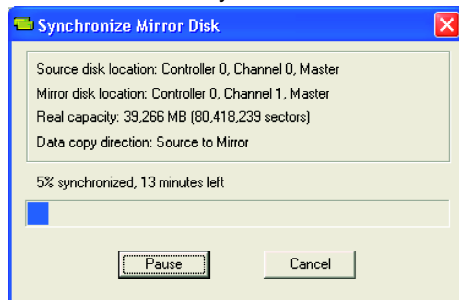 Synchronize Mirror Disk
Source disk location: Controller 0, Channel 0, Master
Mirror disk location: Controller 0, Channel 1, Master
Real capacity: 39,266 MB (80,418,239 sectors)
Data copy direction: Source to Mirror
5% synchronized, 13 minutes left
Pause Cancel